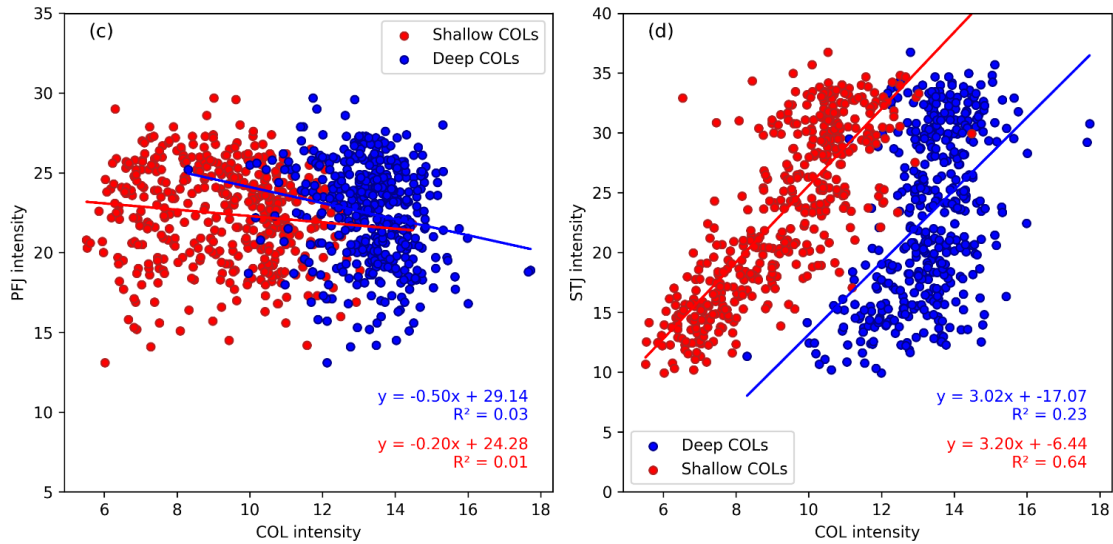 (c)
Shallow COLs
Deep COLs
35
30
25
20
15
10
5
PFJ intensity
y = -0.50x + 29.14
R² = 0.03
y = -0.20x + 24.28
R² = 0.01
6 8 10 12 14 16 18
COL intensity
(d)
40
35
30
25
20
15
10
5
0
STJ intensity
y = 3.02x + -17.07
R² = 0.23
y = 3.20x + -6.44
R² = 0.64
Deep COLs
Shallow COLs
6 8 10 12 14 16 18
COL intensity